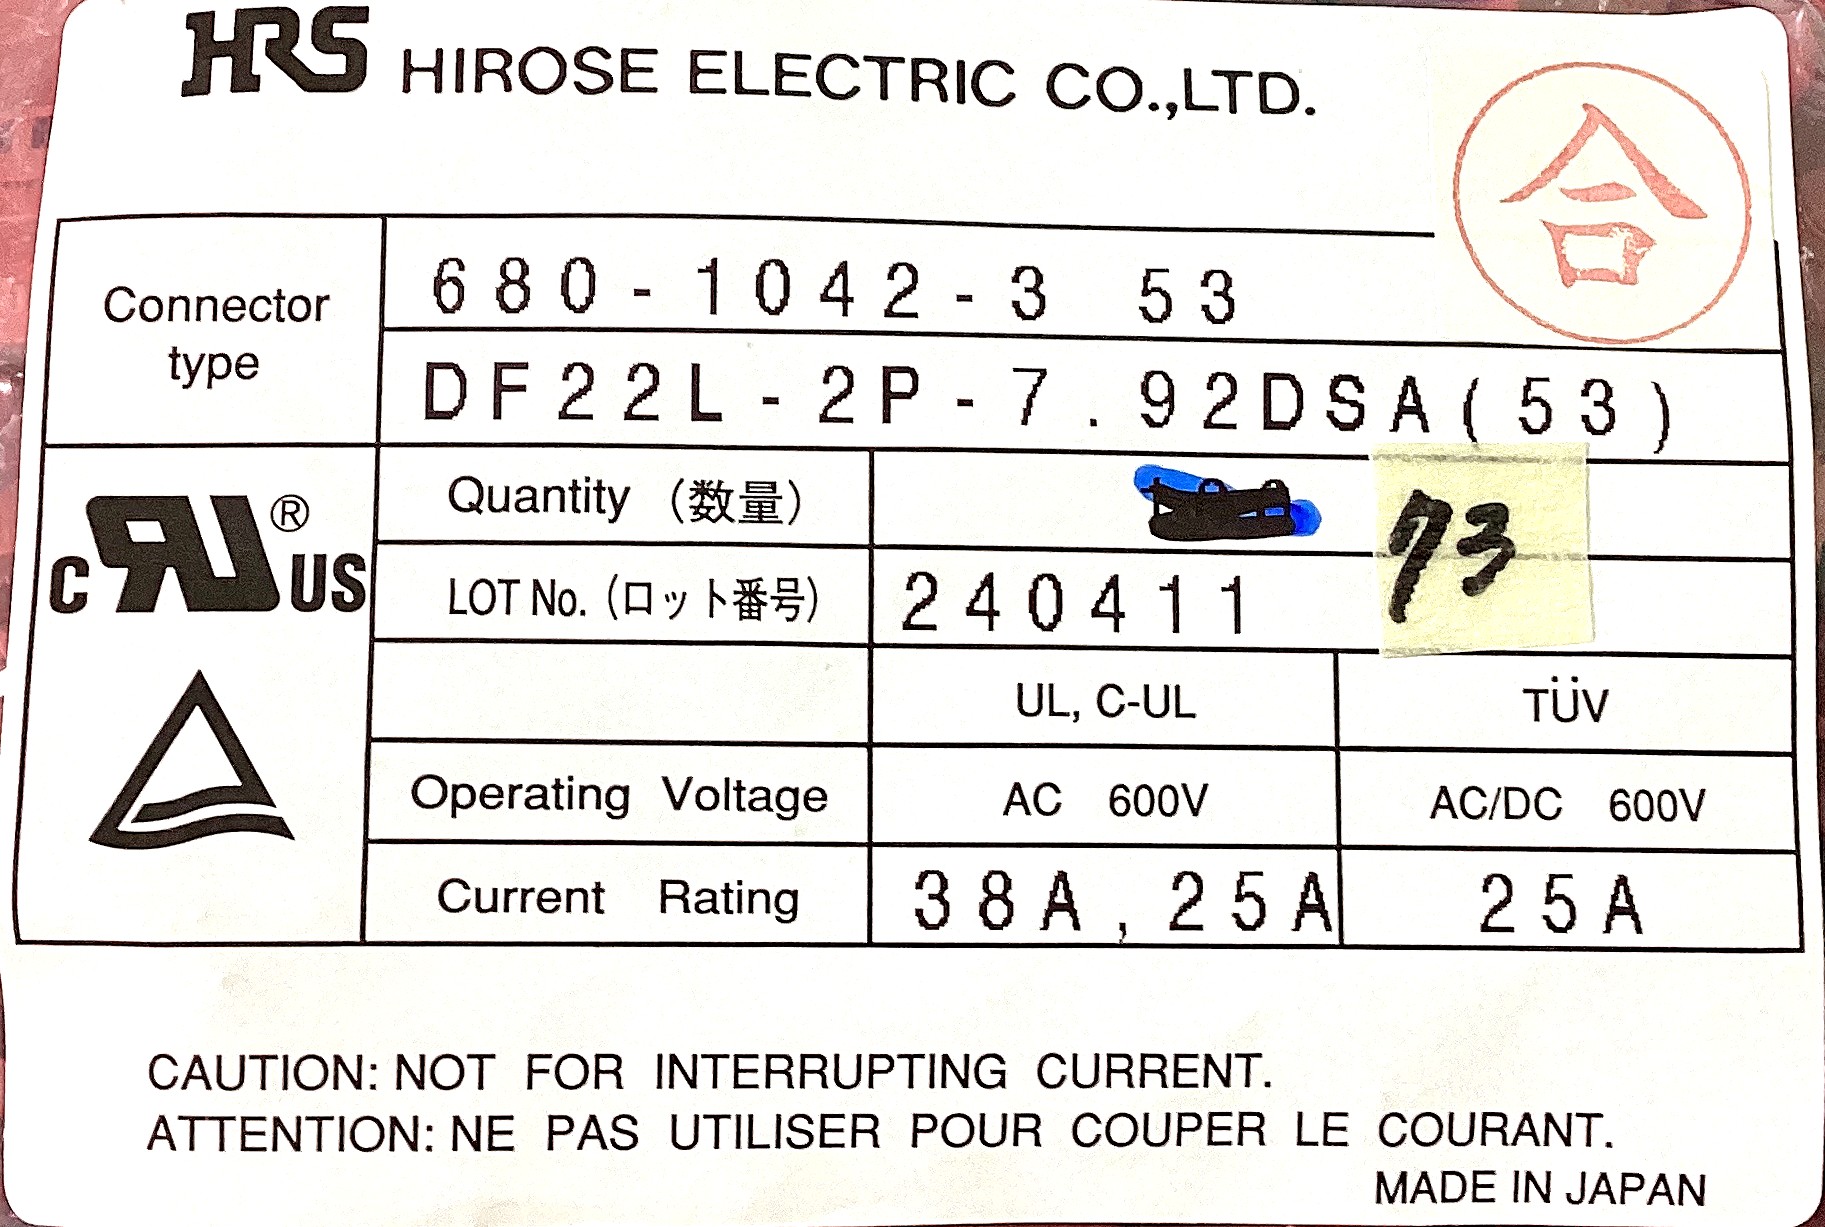 HRS HIROSE ELECTRIC CO.,LTD.
合
Connector type
680-1042-3 53
DF22L-2P-7.92DSA(53)
Quantity (数量)
73
LOT No. (ロット番号) 240411
C RU ® US
UL, C-UL TÜV
Operating Voltage AC 600V AC/DC 600V
Current Rating 38A,25A 25A
CAUTION: NOT FOR INTERRUPTING CURRENT.
ATTENTION: NE PAS UTILISER POUR COUPER LE COURANT.
MADE IN JAPAN